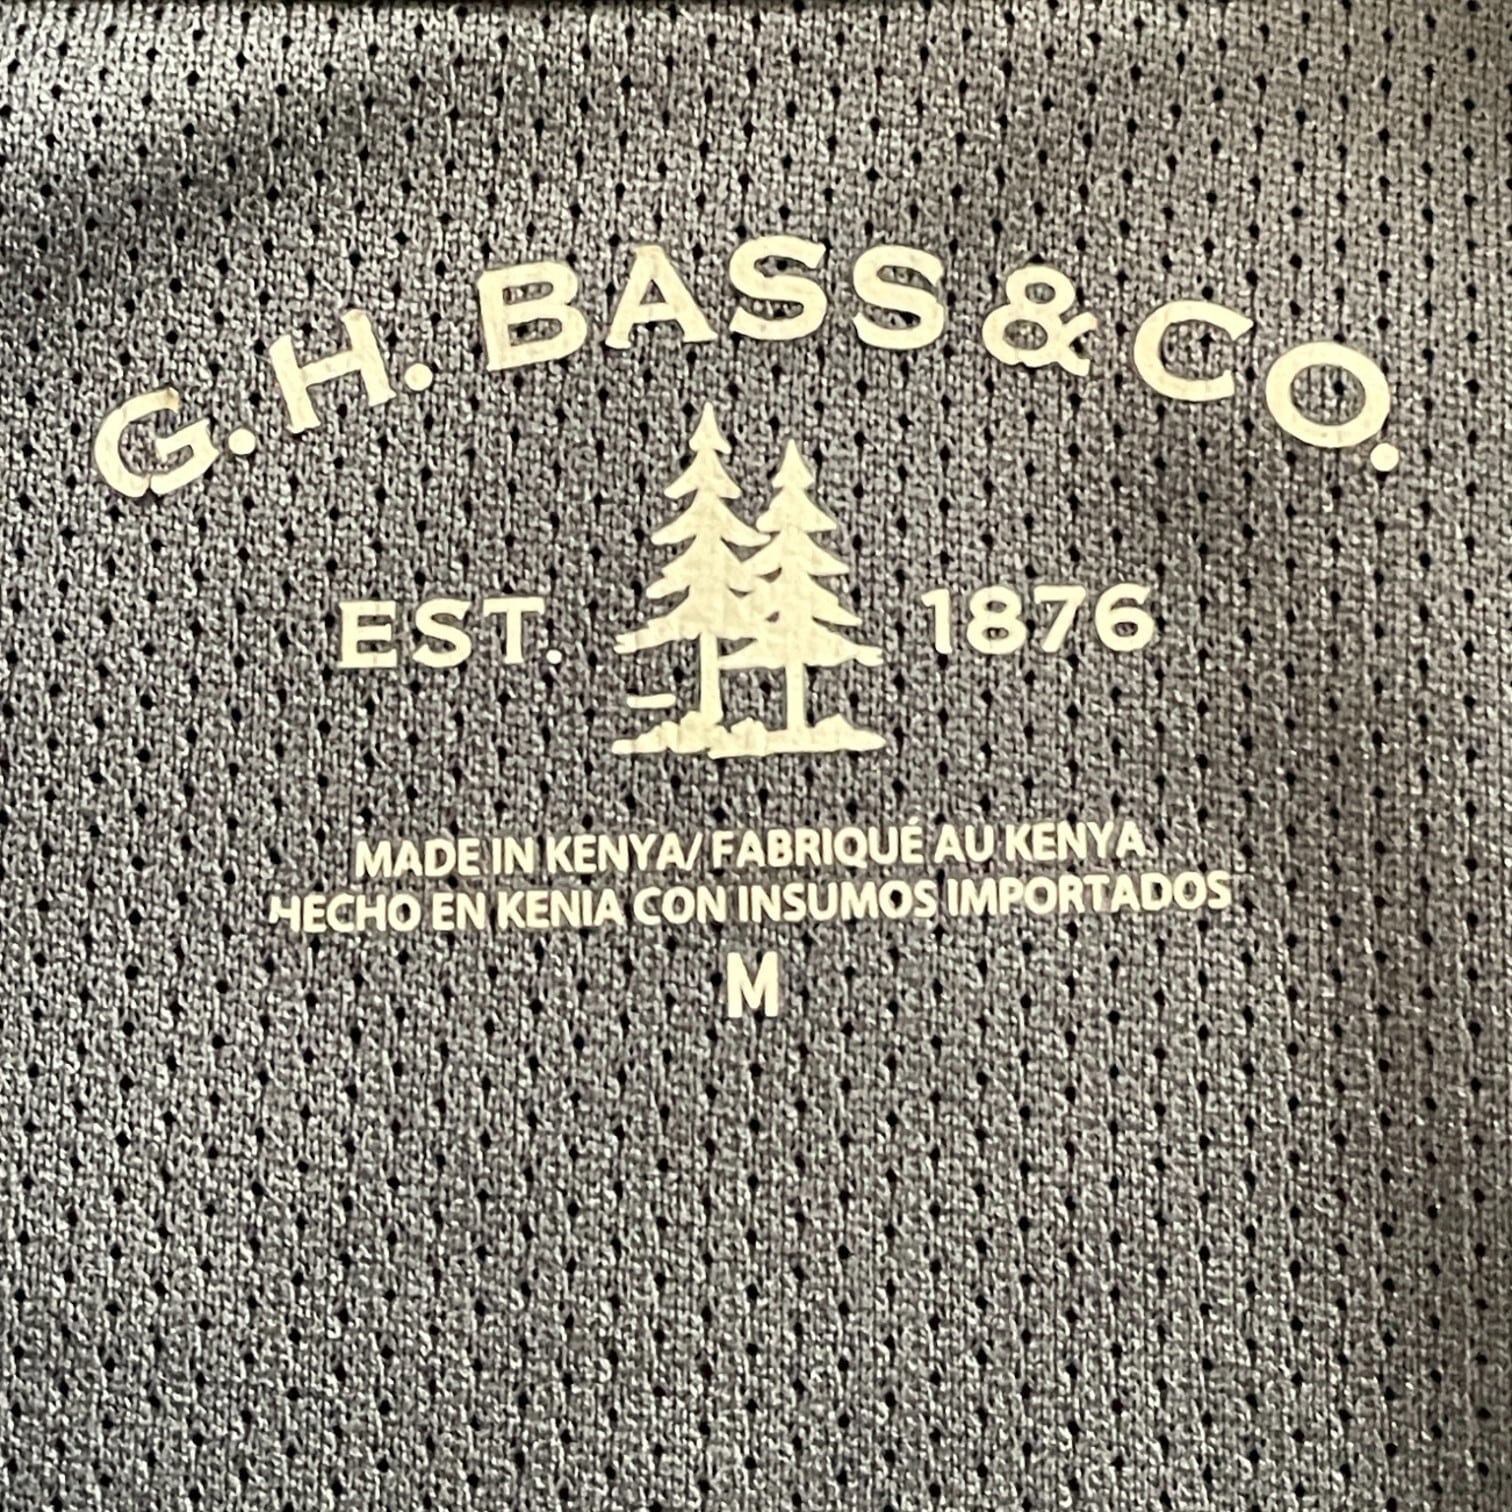 G.H. BASS & CO.
EST. 1876
MADE IN KENYA/ FABRIQUÉ AU KENYA
HECHO EN KENIA CON INSUMOS IMPORTADOS
M